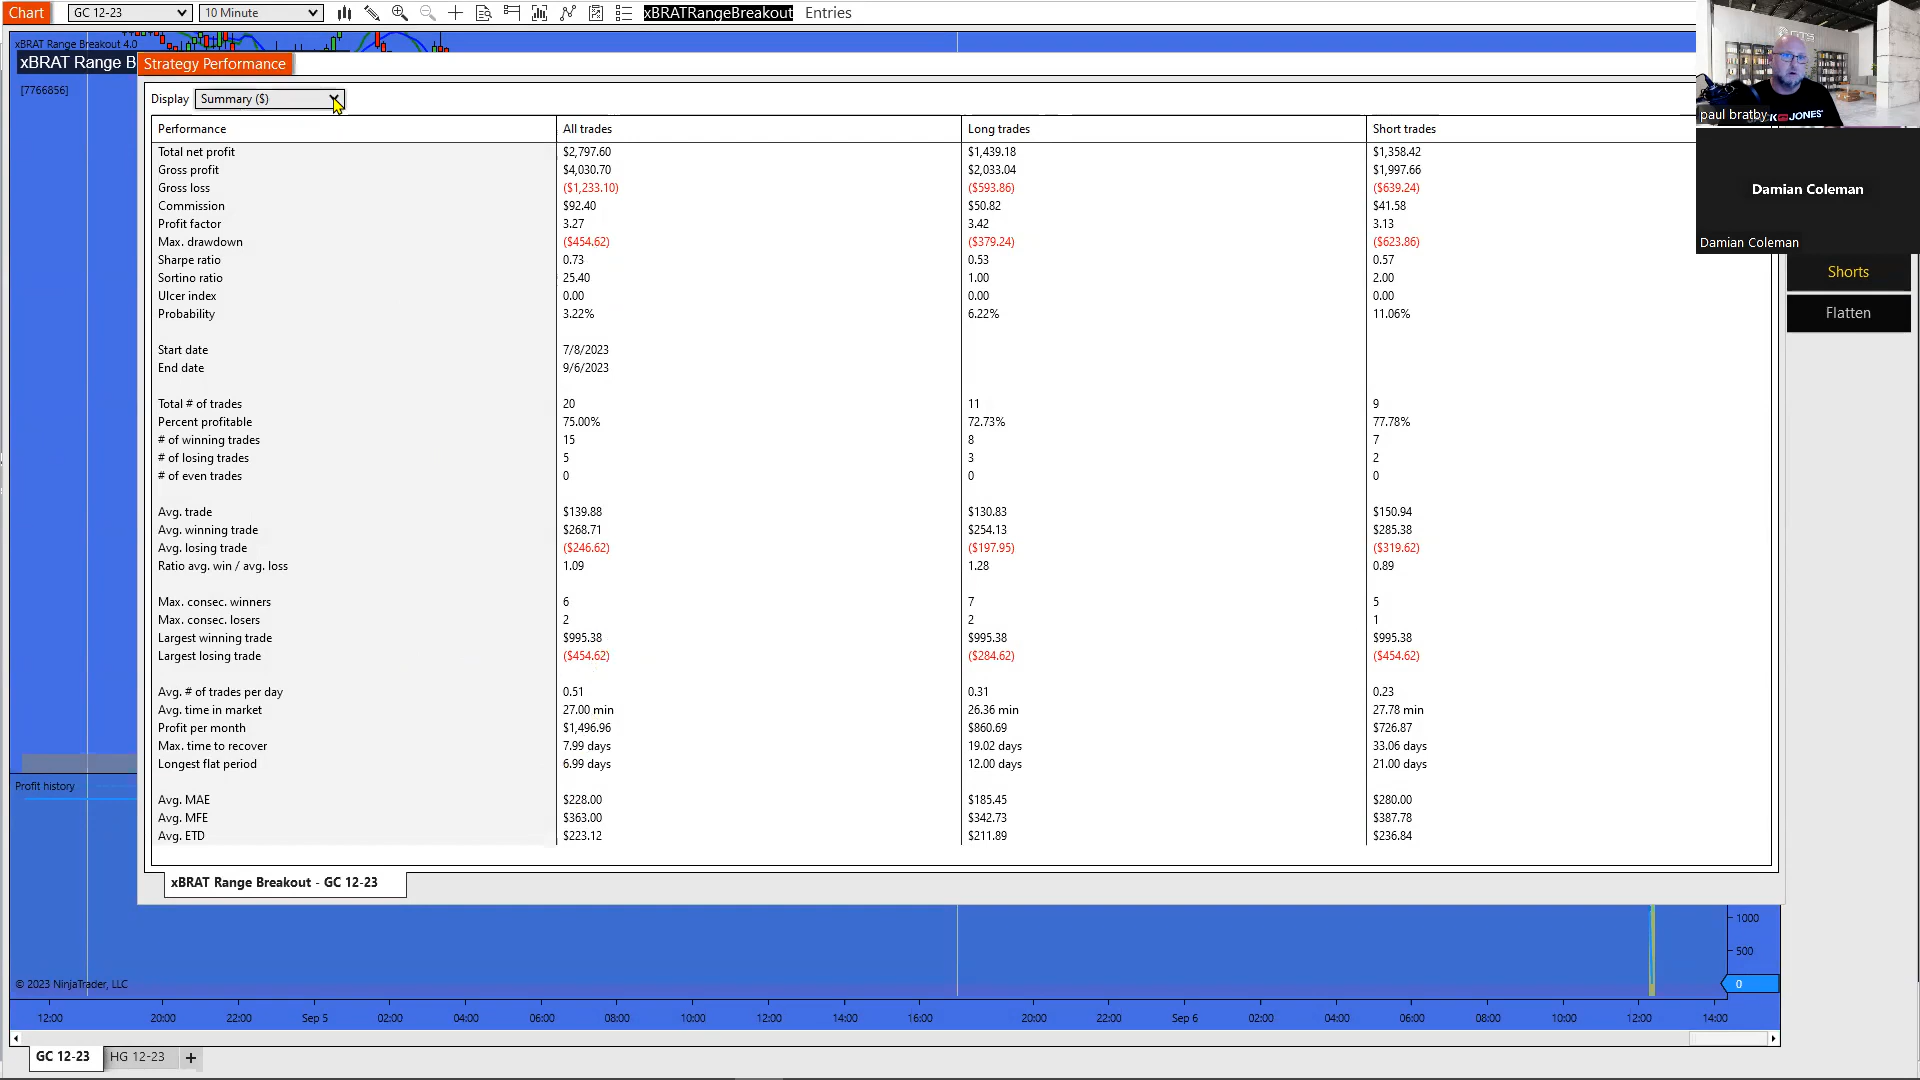 Chart GC 12-23 10 Minute xBRATRangeBreakout Entries
xBRAT Range Breakout 4.0
xBRAT Range B
[7766856]
Strategy Performance
Display Summary ($)
Performance All trades Long trades Short trades
Total net profit $2,797.60 $1,439.18 $1,358.42
Gross profit $4,030.70 $2,033.04 $1,997.66
Gross loss ($1,233.10) ($593.86) ($639.24)
Commission $92.40 $50.82 $41.58
Profit factor 3.27 3.42 3.13
Max. drawdown ($454.62) ($379.24) ($623.86)
Sharpe ratio 0.73 0.53 0.57
Sortino ratio 25.40 1.00 2.00
Ulcer index 0.00 0.00 0.00
Probability 3.22% 6.22% 11.06%
Start date 7/8/2023
End date 9/6/2023
Total # of trades 20 11 9
Percent profitable 75.00% 72.73% 77.78%
# of winning trades 15 8 7
# of losing trades 5 3 2
# of even trades 0 0 0
Avg. trade $139.88 $130.83 $150.94
Avg. winning trade $268.71 $254.13 $285.38
Avg. losing trade ($246.62) ($197.95) ($319.62)
Ratio avg. win / avg. loss 1.09 1.28 0.89
Max. consec. winners 6 7 5
Max. consec. losers 2 2 1
Largest winning trade $995.38 $995.38 $995.38
Largest losing trade ($454.62) ($284.62) ($454.62)
Avg. # of trades per day 0.51 0.31 0.23
Avg. time in market 27.00 min 26.36 min 27.78 min
Profit per month $1,496.96 $860.69 $726.87
Max. time to recover 7.99 days 19.02 days 33.06 days
Longest flat period 6.99 days 12.00 days 21.00 days
Avg. MAE $228.00 $185.45 $280.00
Avg. MFE $363.00 $342.73 $387.78
Avg. ETD $223.12 $211.89 $236.84
xBRAT Range Breakout - GC 12-23
paul bratby
JONES
Damian Coleman
Damian Coleman
Shorts
Flatten
Profit history
1000
500
0
© 2023 NinjaTrader, LLC
12:00 20:00 22:00 Sep 5 02:00 04:00 06:00 08:00 10:00 12:00 14:00 16:00 20:00 22:00 Sep 6 02:00 04:00 06:00 08:00 10:00 12:00 14:00
GC 12-23 HG 12-23 +